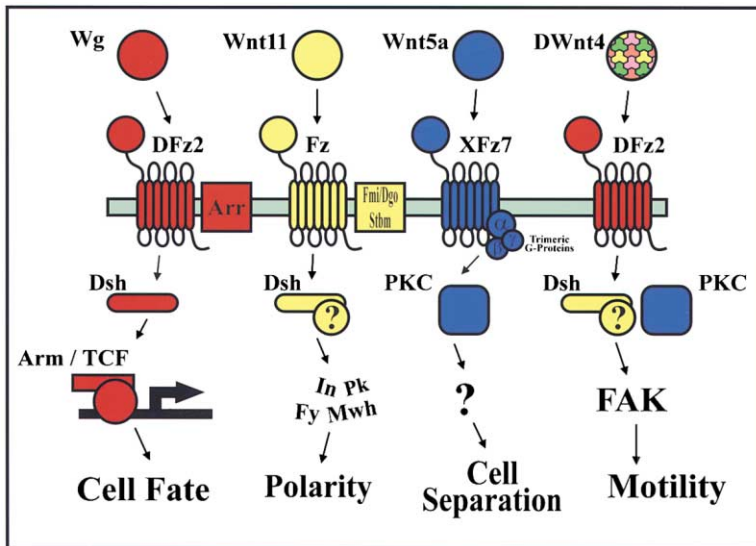 Wg
Wnt11
Wnt5a
DWnt4
DFz2
Fz
XFz7
DFz2
Arr
Fmi/Dgo
Stbm
α
β
γ
Trimeric
G-Proteins
Dsh
Dsh
?
PKC
Dsh
?
PKC
Arm / TCF
In Pk
Fy Mwh
?
FAK
Cell Fate
Polarity
Cell
Separation
Motility